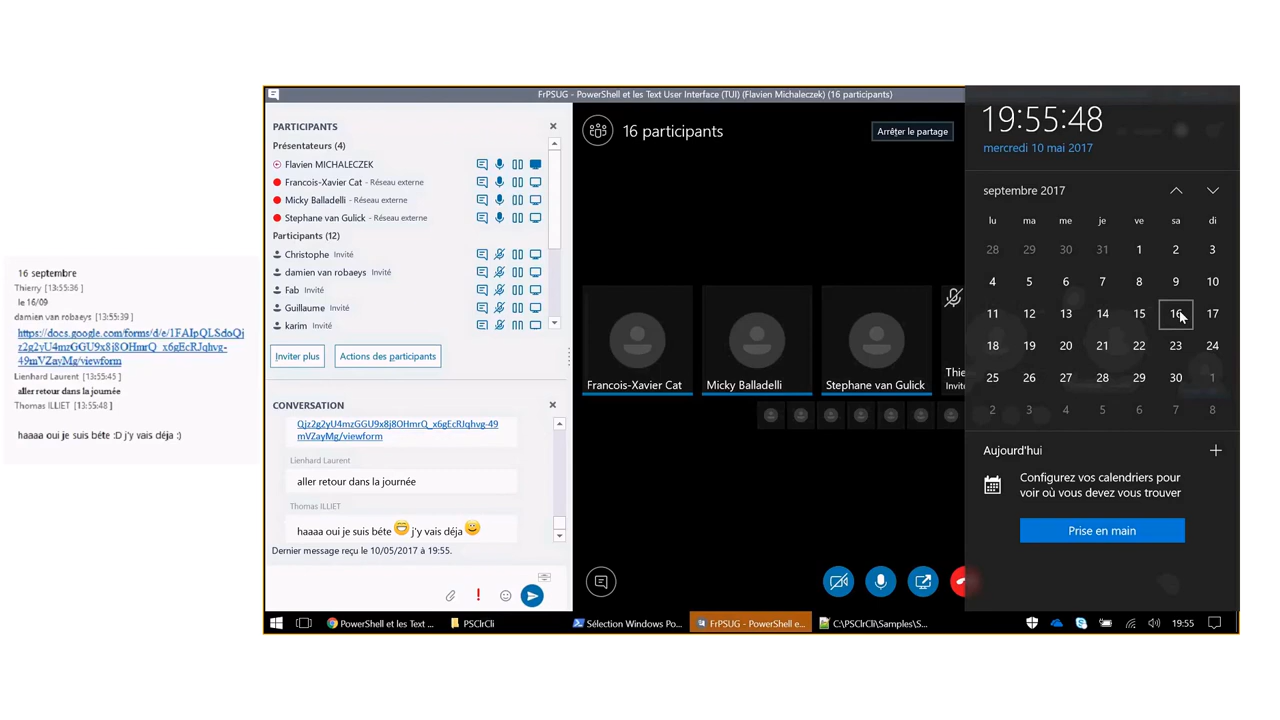 16 septembre
Thierry [13:55:36 ]
le 16/09
damien van robaeys [13:55:39]
https://docs.google.com/forms/d/e/1FAIpQLSdoQj
z2g2yU4mzGGU9x8j8OHmrQ_x6gEcRJqhvg-
49mVZayMg/viewform
Lienhard Laurent [13:55:45 ]
aller retour dans la journée
Thomas ILLIET [13:55:48 ]
haaaa oui je suis béte :D j'y vais déja :)
FrPSUG - PowerShell et les Text User Interface (TUI) (Flavien Michaleczek) (16 participants)
PARTICIPANTS
Présentateurs (4)
Flavien MICHALECZEK
Francois-Xavier Cat - Réseau externe
Micky Balladelli - Réseau externe
Stephane van Gulick - Réseau externe
Participants (12)
Christophe Invité
damien van robaeys Invité
Fab Invité
Guillaume Invité
karim Invité
Inviter plus
Actions des participants
CONVERSATION
Qjz2g2yU4mzGGU9x8j8OHmrQ_x6gEcRJqhvg-49
mVZayMg/viewform
Lienhard Laurent
aller retour dans la journée
Thomas ILLIET
haaaa oui je suis béte j'y vais déja
Dernier message reçu le 10/05/2017 à 19:55.
16 participants
Arrêter le partage
Francois-Xavier Cat
Micky Balladelli
Stephane van Gulick
Thie
Invité
19:55:48
mercredi 10 mai 2017
septembre 2017
lu ma me je ve sa di
28 29 30 31 1 2 3
4 5 6 7 8 9 10
11 12 13 14 15 16 17
18 19 20 21 22 23 24
25 26 27 28 29 30 1
2 3 4 5 6 7 8
Aujourd'hui
Configurez vos calendriers pour
voir où vous devez vous trouver
Prise en main
PowerShell et les Text ...
PSClrCli
Sélection Windows Po...
FrPSUG - PowerShell e...
C:\PSClrCli\Samples\S...
19:55